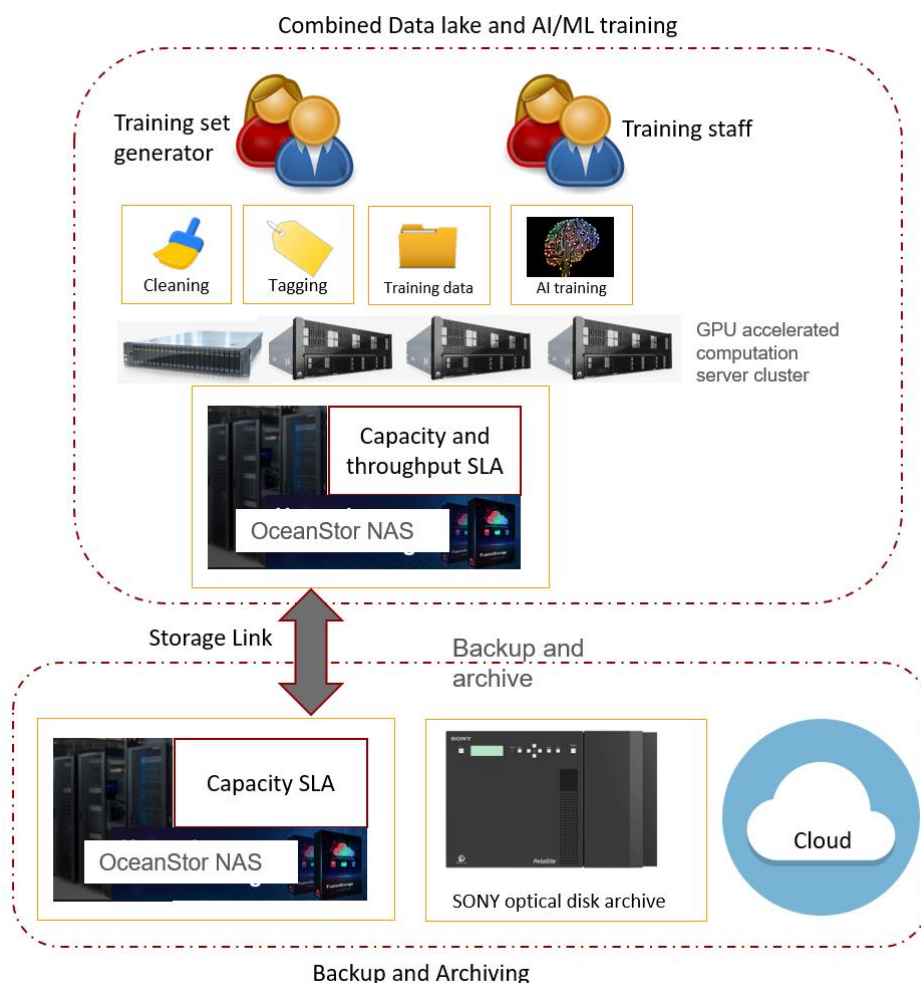 Combined Data lake and AI/ML training
Training set
generator
Training staff
Cleaning
Tagging
Training data
AI training
GPU accelerated
computation
server cluster
Capacity and
throughput SLA
OceanStor NAS
Storage Link
Backup and
archive
Capacity SLA
OceanStor NAS
SONY
PetaSite
SONY optical disk archive
Cloud
Backup and Archiving